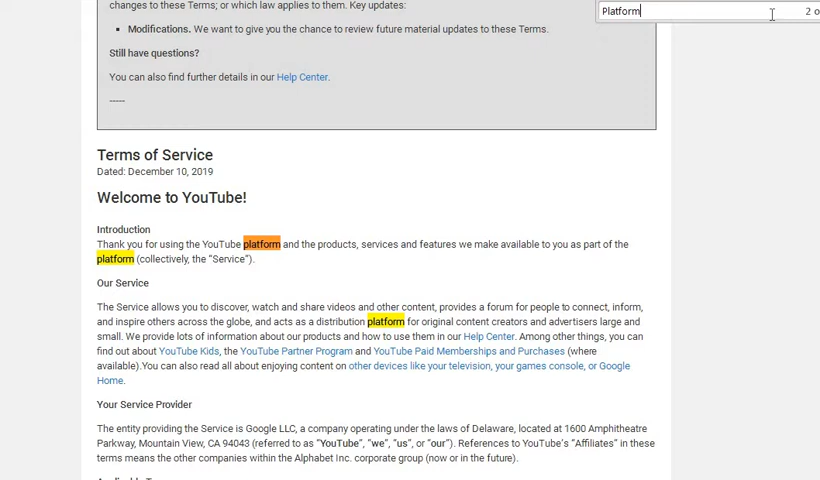 changes to these Terms; or which law applies to them. Key updates:
Platform
2 o
Modifications. We want to give you the chance to review future material updates to these Terms.
Still have questions?
You can also find further details in our Help Center.
-----
Terms of Service
Dated: December 10, 2019
Welcome to YouTube!
Introduction
Thank you for using the YouTube platform and the products, services and features we make available to you as part of the
platform (collectively, the “Service”).
Our Service
The Service allows you to discover, watch and share videos and other content, provides a forum for people to connect, inform,
and inspire others across the globe, and acts as a distribution platform for original content creators and advertisers large and
small. We provide lots of information about our products and how to use them in our Help Center. Among other things, you can
find out about YouTube Kids, the YouTube Partner Program and YouTube Paid Memberships and Purchases (where
available).You can also read all about enjoying content on other devices like your television, your games console, or Google
Home.
Your Service Provider
The entity providing the Service is Google LLC, a company operating under the laws of Delaware, located at 1600 Amphitheatre
Parkway, Mountain View, CA 94043 (referred to as “YouTube”, “we”, “us”, or “our”). References to YouTube’s “Affiliates” in these
terms means the other companies within the Alphabet Inc. corporate group (now or in the future).